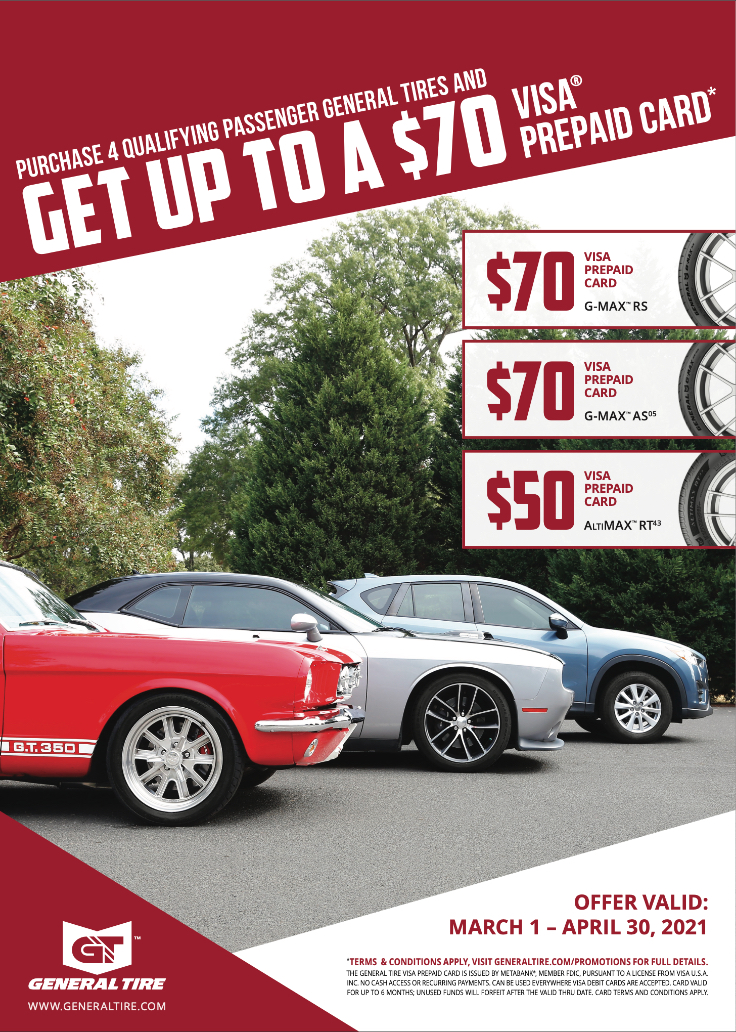 PURCHASE 4 QUALIFYING PASSENGER GENERAL TIRES AND
GET UP TO A $70 VISA®
PREPAID CARD*
$70
VISA
PREPAID
CARD
G-MAX™ RS
$70
VISA
PREPAID
CARD
G-MAX™ AS05
$50
VISA
PREPAID
CARD
ALTIMAX™ RT43
G.T. 350
OFFER VALID:
MARCH 1 – APRIL 30, 2021
*TERMS & CONDITIONS APPLY, VISIT GENERALTIRE.COM/PROMOTIONS FOR FULL DETAILS.
THE GENERAL TIRE VISA PREPAID CARD IS ISSUED BY METABANK®, MEMBER FDIC, PURSUANT TO A LICENSE FROM VISA U.S.A.
INC. NO CASH ACCESS OR RECURRING PAYMENTS. CAN BE USED EVERYWHERE VISA DEBIT CARDS ARE ACCEPTED. CARD VALID
FOR UP TO 6 MONTHS; UNUSED FUNDS WILL FORFEIT AFTER THE VALID THRU DATE. CARD TERMS AND CONDITIONS APPLY.
GT™
GENERAL TIRE
WWW.GENERALTIRE.COM